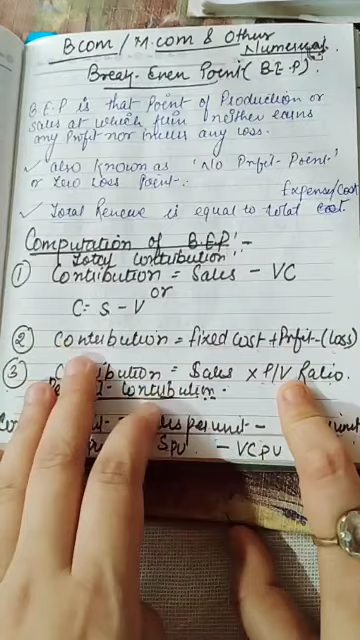 Bcom / M.com & Other
Numerical
Break-Even Point (B.E.P)
B.E.P is that Point of Production or
Sales at which firm neither earns
any Profit nor incurs any loss.
✓ also known as 'No Profit-Point'
or Zero Loss Point.
Expense/Cost
✓ Total Revenue is equal to total cost.
Computation of B.E.P:-
Total Contribution:-
① Contribution = Sales - VC
or
C = S - V
② Contribution = fixed cost + Profit - (Loss)
③ Contribution = Sales x P/V Ratio.
Contribution.
per unit -
SPU - VCPU